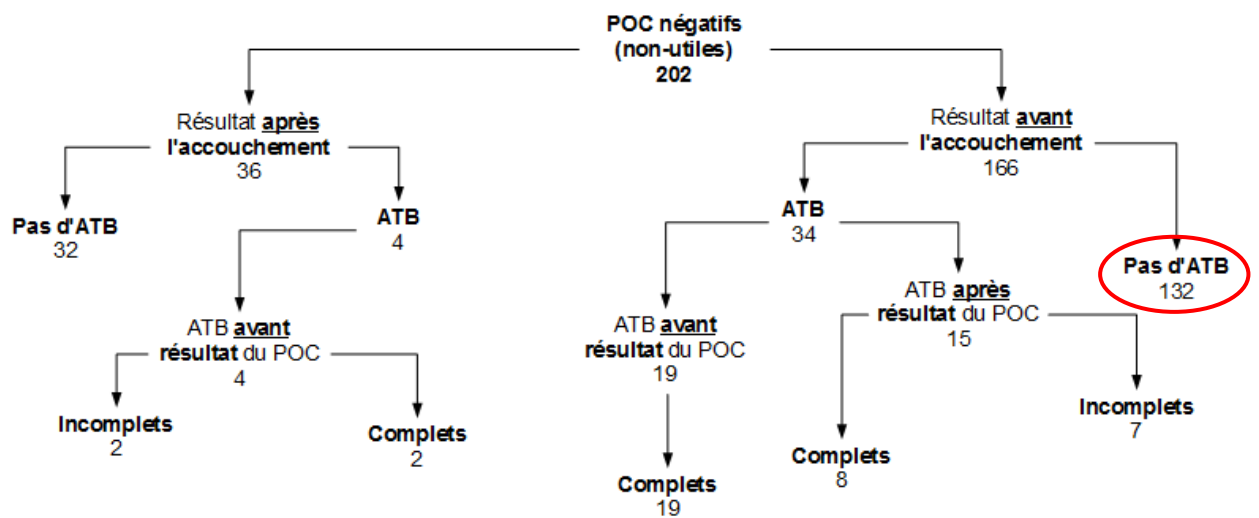 POC négatifs
(non-utiles)
202
Résultat après
l'accouchement
36
Résultat avant
l'accouchement
166
Pas d'ATB
32
ATB
4
ATB
34
Pas d'ATB
132
ATB avant
résultat du POC
4
ATB avant
résultat du POC
19
ATB après
résultat du POC
15
Incomplets
2
Complets
2
Complets
19
Complets
8
Incomplets
7